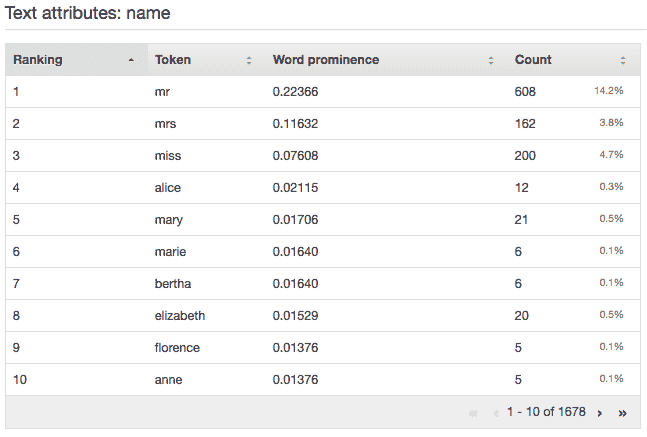 Text attributes: name
Ranking Token Word prominence Count
1 mr 0.22366 608 14.2%
2 mrs 0.11632 162 3.8%
3 miss 0.07608 200 4.7%
4 alice 0.02115 12 0.3%
5 mary 0.01706 21 0.5%
6 marie 0.01640 6 0.1%
7 bertha 0.01640 6 0.1%
8 elizabeth 0.01529 20 0.5%
9 florence 0.01376 5 0.1%
10 anne 0.01376 5 0.1%
« ‹ 1 - 10 of 1678 › »